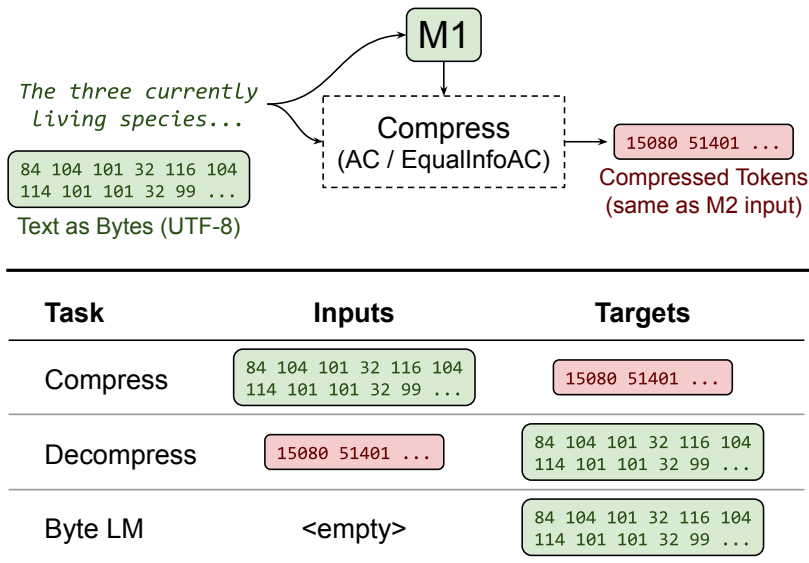 M1
The three currently
living species...
84 104 101 32 116 104
114 101 101 32 99 ...
Text as Bytes (UTF-8)
Compress
(AC / EqualInfoAC)
15080 51401 ...
Compressed Tokens
(same as M2 input)
Task Inputs Targets
Compress
84 104 101 32 116 104
114 101 101 32 99 ...
15080 51401 ...
Decompress
15080 51401 ...
84 104 101 32 116 104
114 101 101 32 99 ...
Byte LM
<empty>
84 104 101 32 116 104
114 101 101 32 99 ...